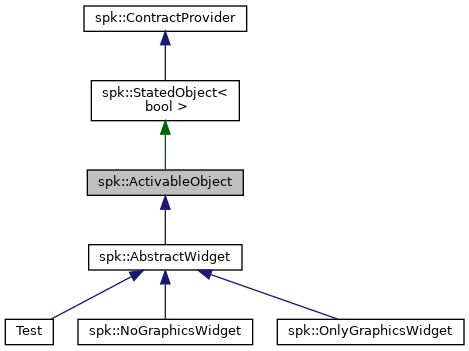 spk::ContractProvider
spk::StatedObject<
bool >
spk::ActivableObject
spk::AbstractWidget
Test
spk::NoGraphicsWidget
spk::OnlyGraphicsWidget